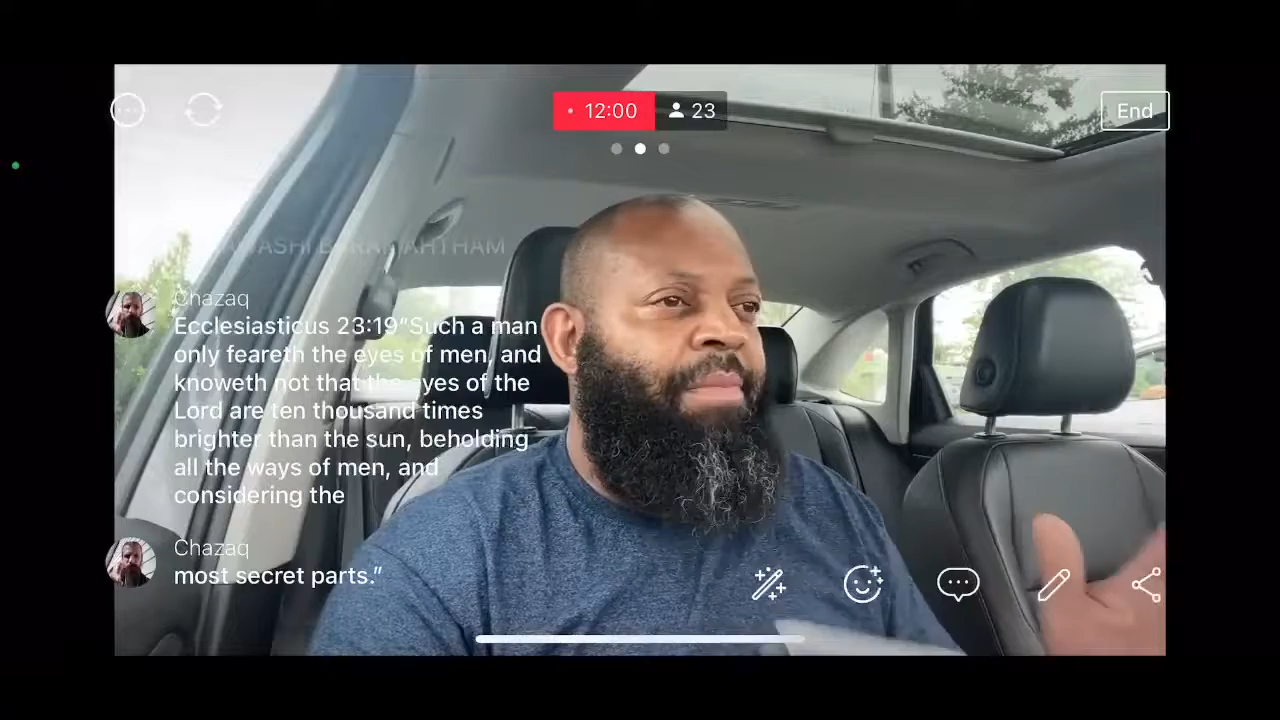 12:00
23
End
Chazaq
Ecclesiasticus 23:19“Such a man
only feareth the eyes of men, and
knoweth not that the eyes of the
Lord are ten thousand times
brighter than the sun, beholding
all the ways of men, and
considering the
Chazaq
most secret parts.”